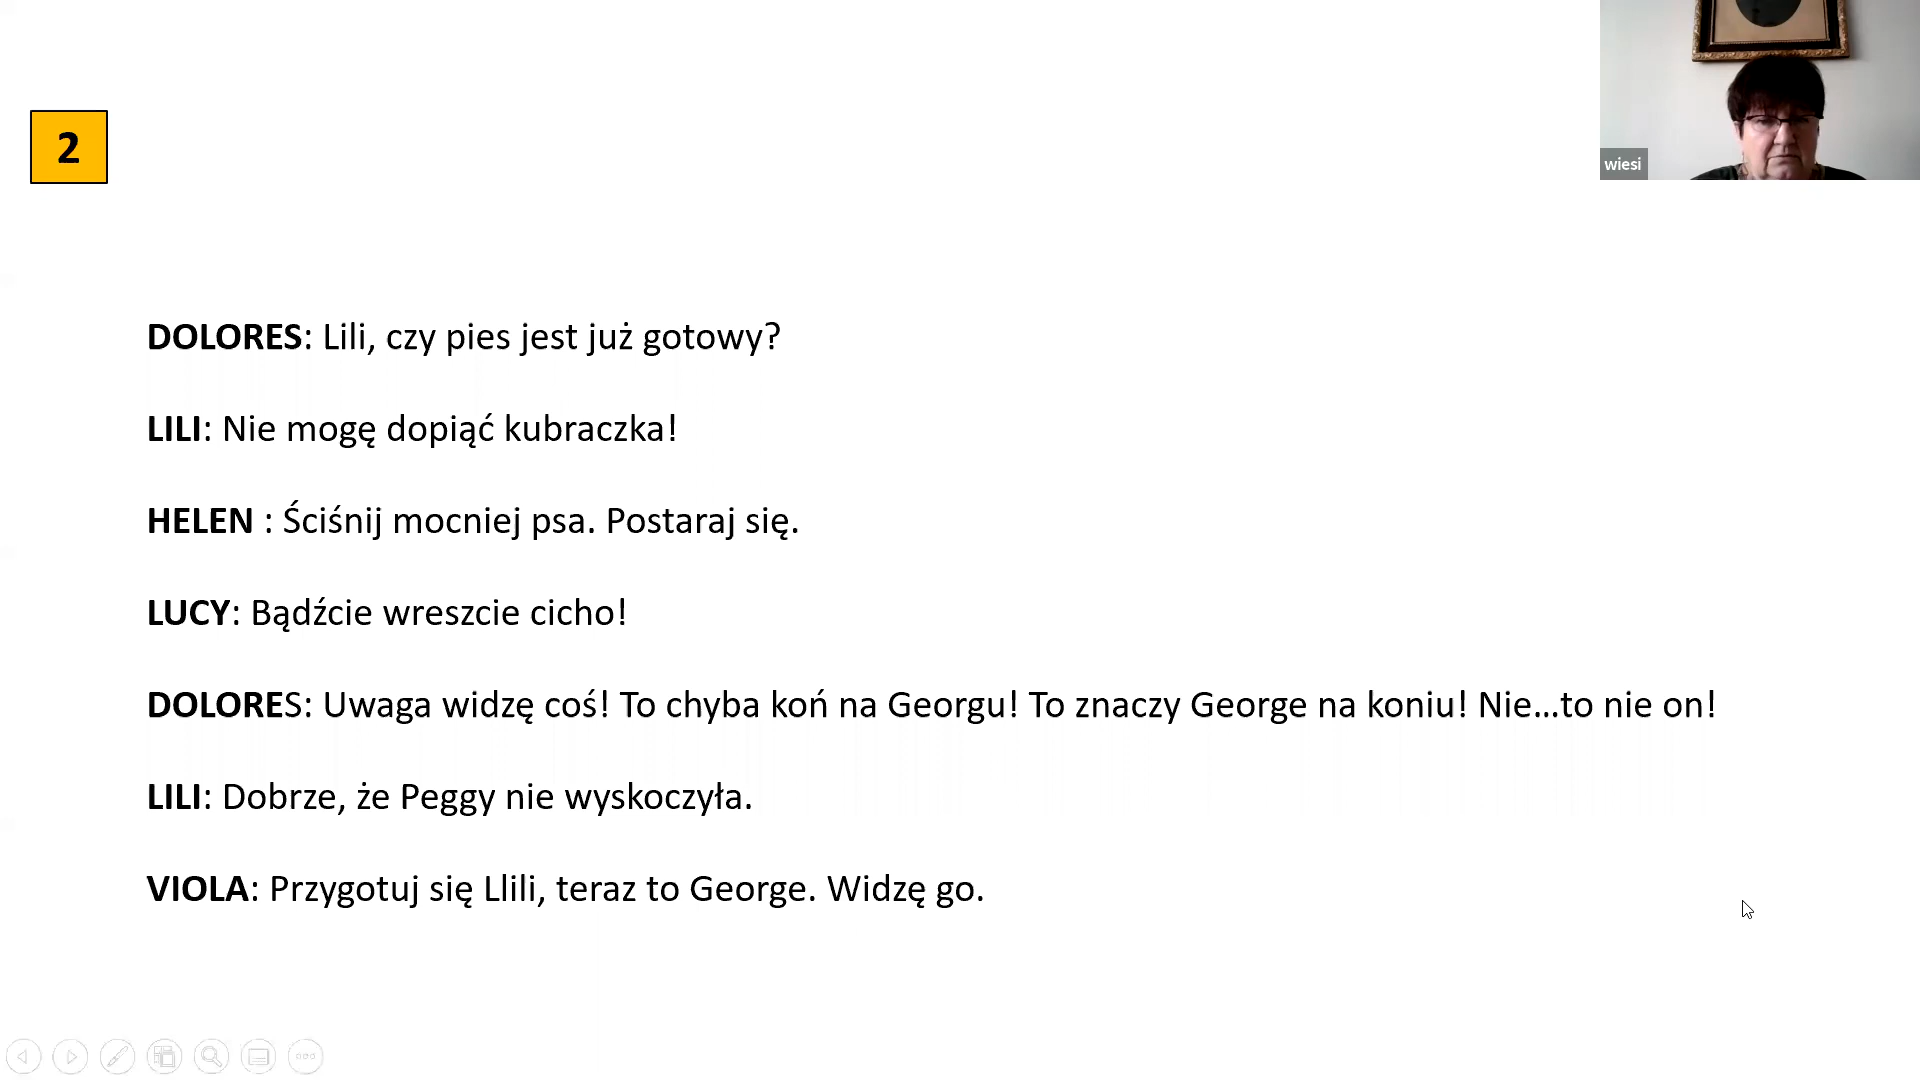 wiesi
2
DOLORES: Lili, czy pies jest już gotowy?
LILI: Nie mogę dopiąć kubraczka!
HELEN : Ściśnij mocniej psa. Postaraj się.
LUCY: Bądźcie wreszcie cicho!
DOLORES: Uwaga widzę coś! To chyba koń na Georgu! To znaczy George na koniu! Nie...to nie on!
LILI: Dobrze, że Peggy nie wyskoczyła.
VIOLA: Przygotuj się Llili, teraz to George. Widzę go.